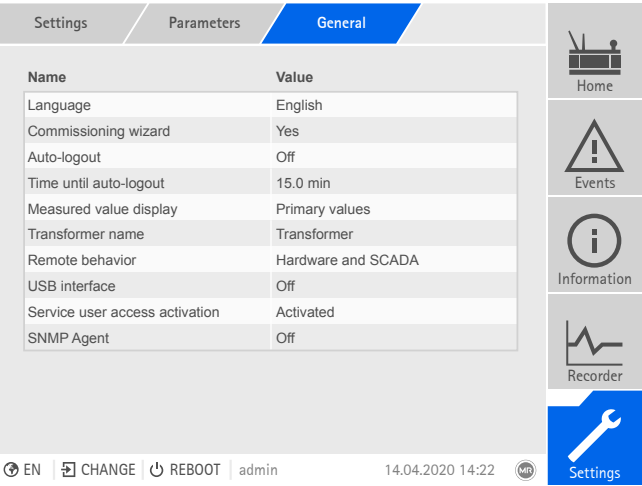 Settings Parameters General
Name Value
Language English
Commissioning wizard Yes
Auto-logout Off
Time until auto-logout 15.0 min
Measured value display Primary values
Transformer name Transformer
Remote behavior Hardware and SCADA
USB interface Off
Service user access activation Activated
SNMP Agent Off
Home
Events
Information
Recorder
Settings
EN CHANGE REBOOT admin 14.04.2020 14:22 MR